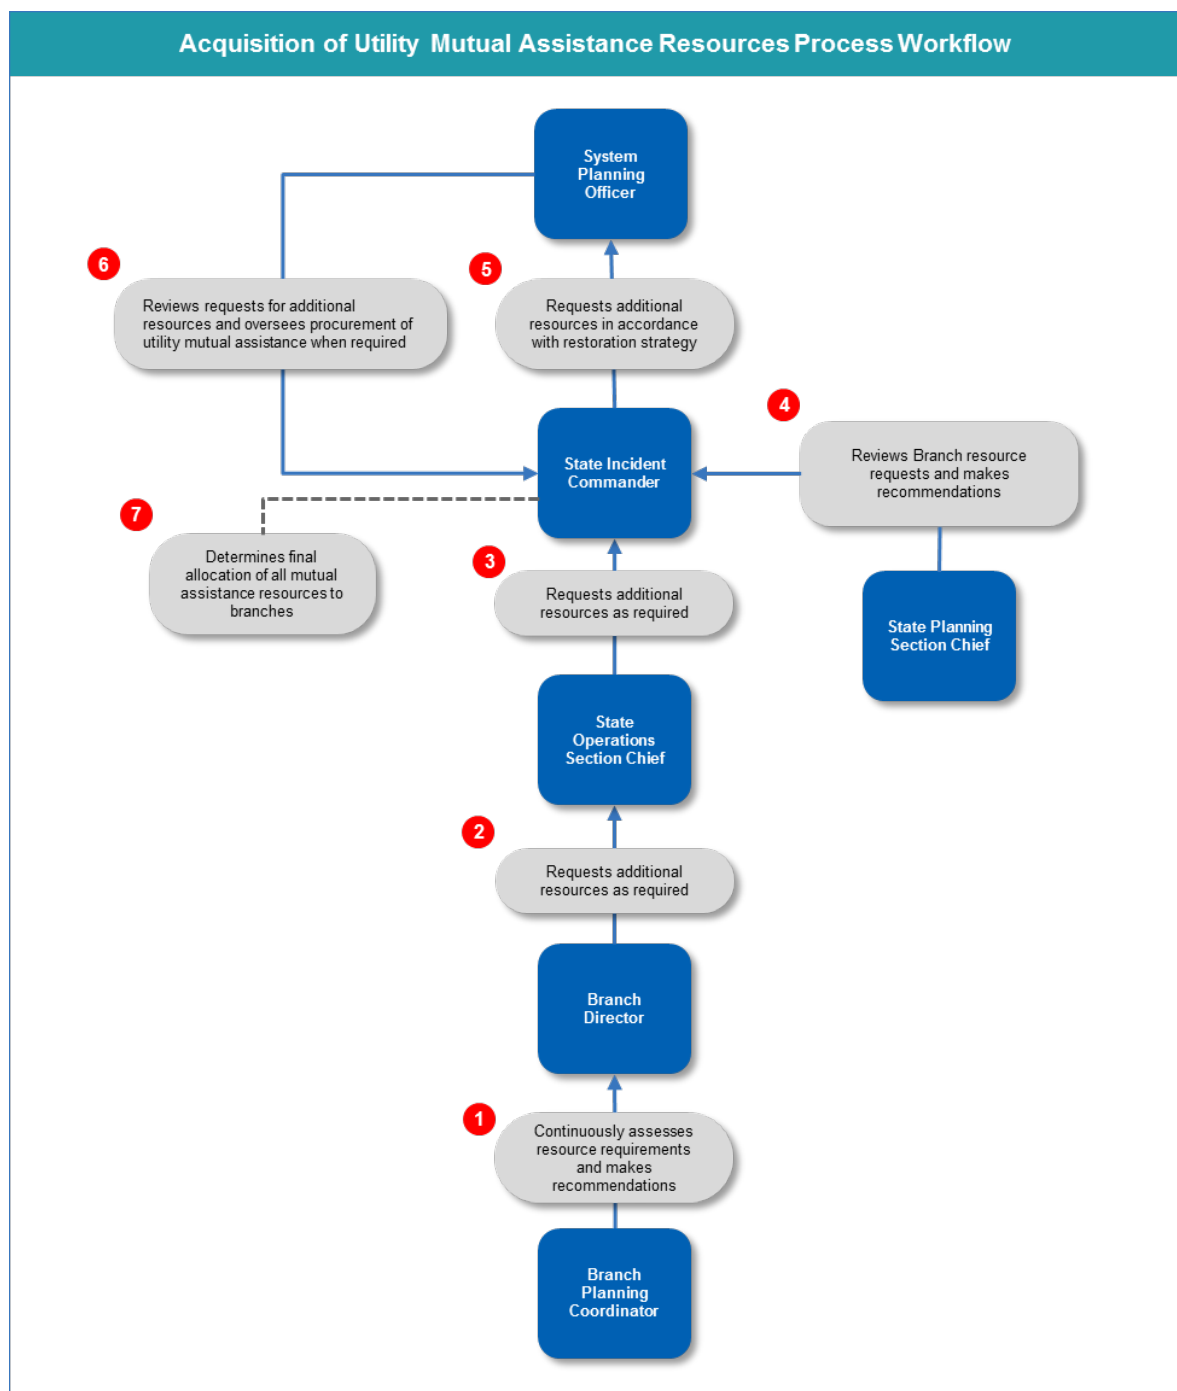 Acquisition of Utility Mutual Assistance Resources Process Workflow
System
Planning
Officer
6
Reviews requests for additional
resources and oversees procurement of
utility mutual assistance when required
5
Requests additional
resources in accordance
with restoration strategy
4
Reviews Branch resource
requests and makes
recommendations
State Incident
Commander
7
Determines final
allocation of all mutual
assistance resources to
branches
3
Requests additional
resources as required
State Planning
Section Chief
State
Operations
Section Chief
2
Requests additional
resources as required
Branch
Director
1
Continuously assesses
resource requirements
and makes
recommendations
Branch
Planning
Coordinator